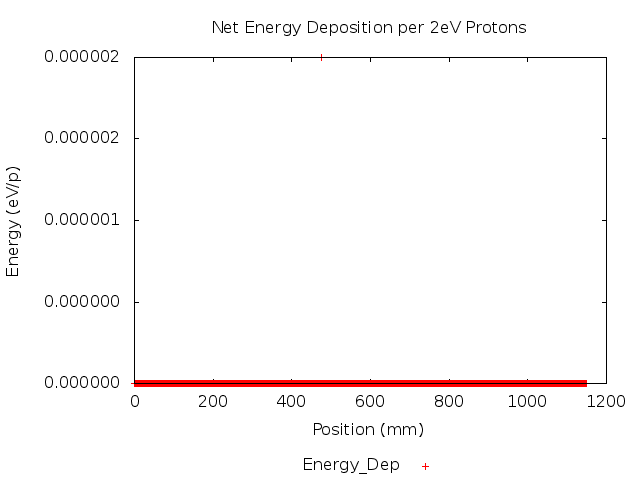 Net Energy Deposition per 2eV Protons
0.000002
0.000002
0.000001
0.000000
0.000000
Energy (eV/p)
0 200 400 600 800 1000 1200
Position (mm)
Energy_Dep